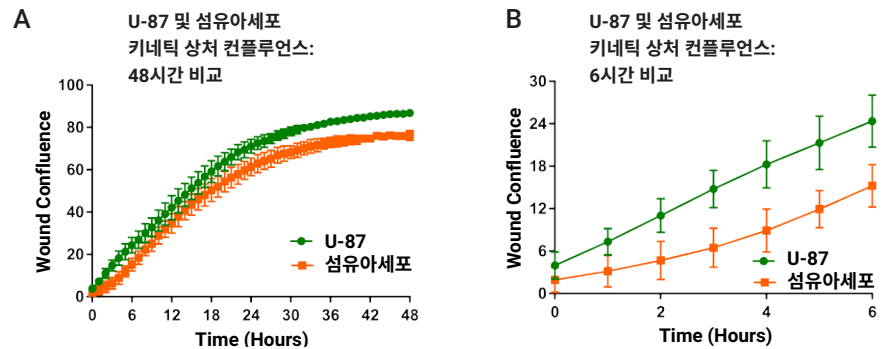 A
U-87 및 섬유아세포
키네틱 상처 컨플루언스:
48시간 비교
Wound Confluence
100
80
60
40
20
0
0 6 12 18 24 30 36 42 48
Time (Hours)
U-87
섬유아세포
B
U-87 및 섬유아세포
키네틱 상처 컨플루언스:
6시간 비교
Wound Confluence
30
24
18
12
6
0
0 2 4 6
Time (Hours)
U-87
섬유아세포